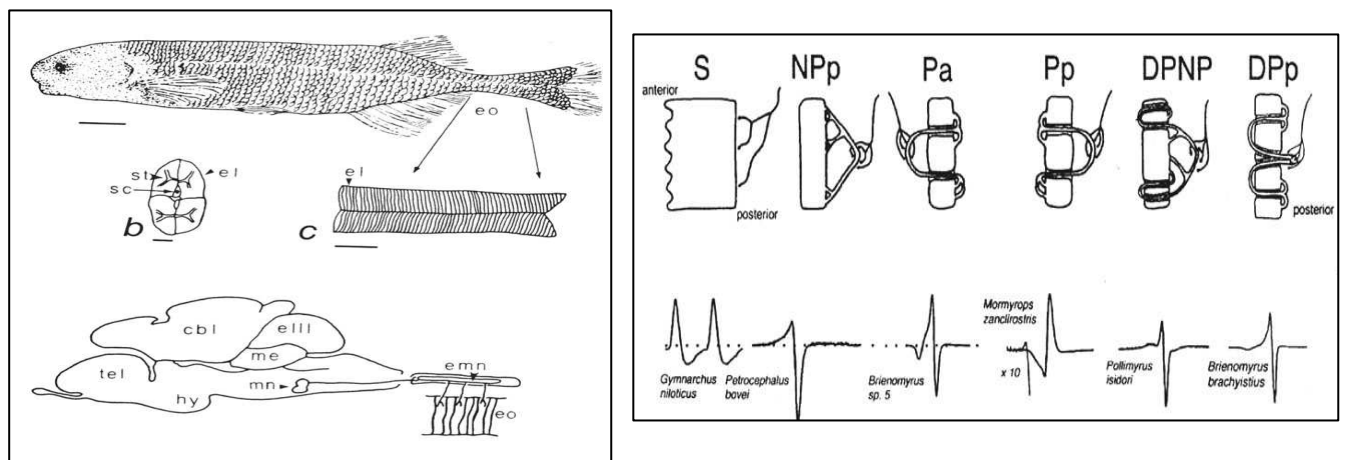 eo
el
st
el
sc
b
c
cbl
elll
me
tel
emn
mn
hy
eo
S NPp Pa Pp DPNP DPp
anterior
posterior
posterior
Mormyrops
zanclirostris
x 10
Gymnarchus
niloticus
Petrocephalus
bovei
Brienomyrus
sp. 5
Pollimyrus
isidori
Brienomyrus
brachyistius